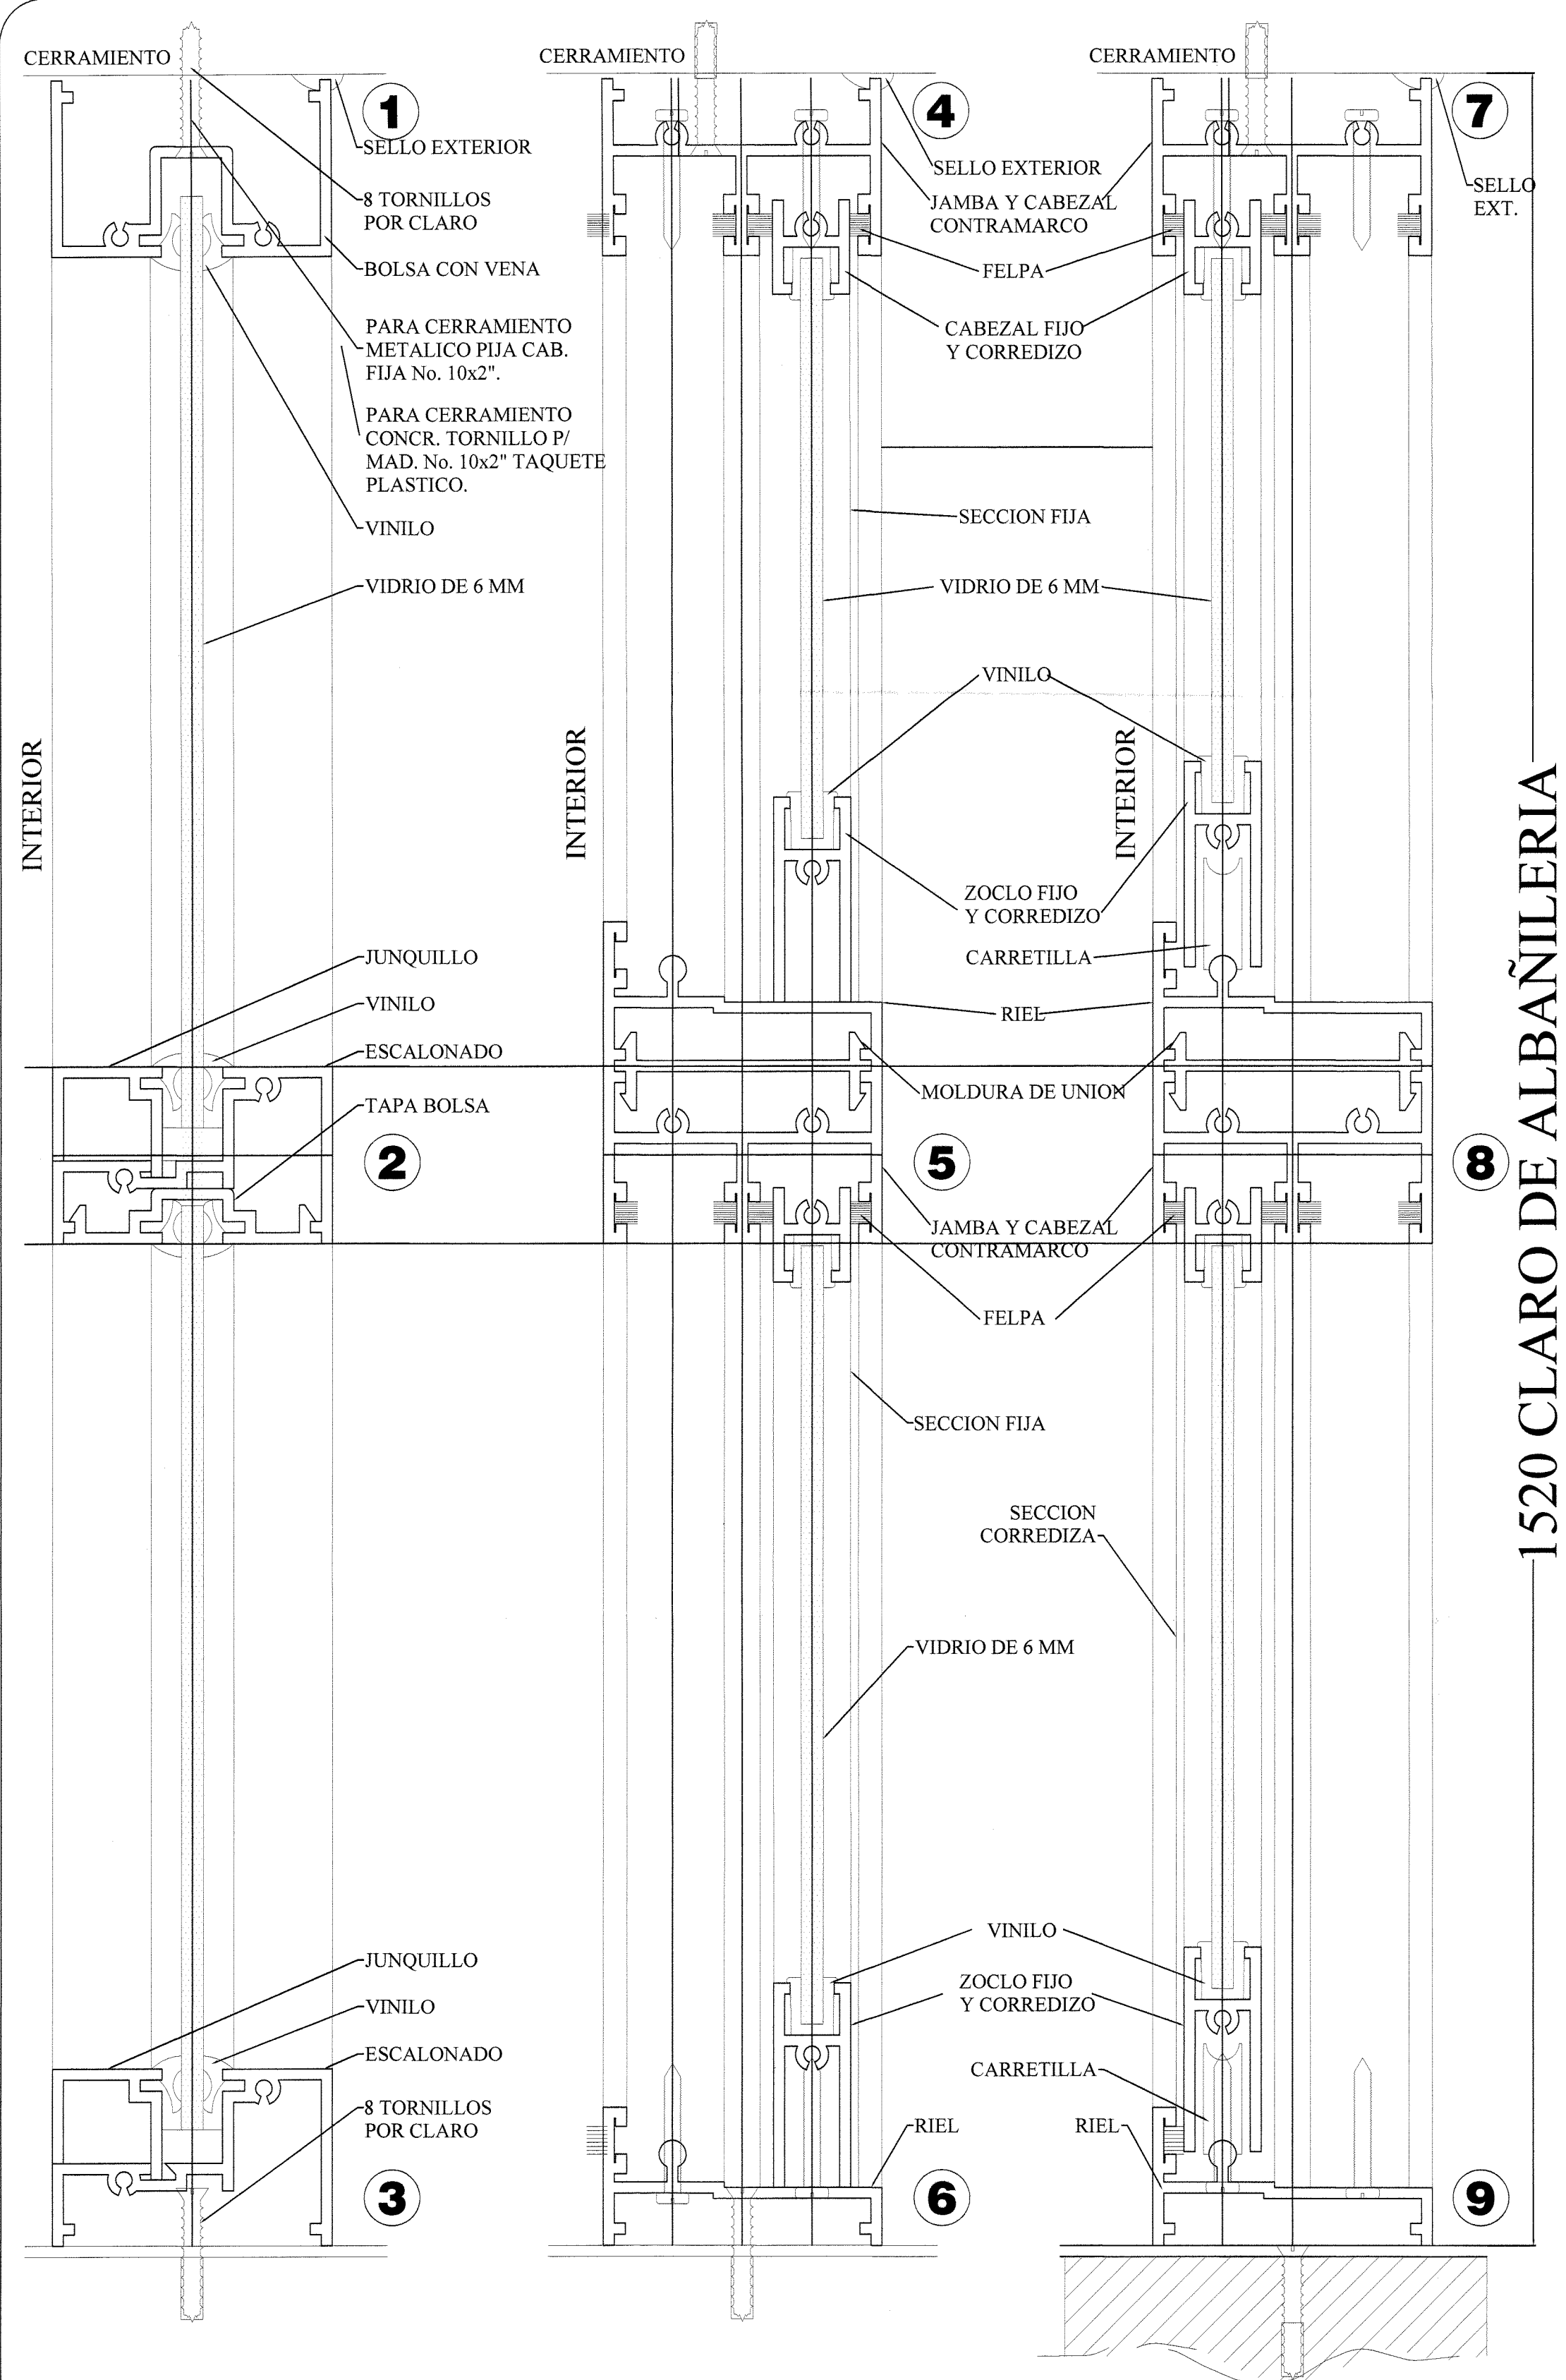 CERRAMIENTO
1
SELLO EXTERIOR
8 TORNILLOS
POR CLARO
BOLSA CON VENA
PARA CERRAMIENTO
METALICO PIJA CAB.
FIJA No. 10x2".
PARA CERRAMIENTO
CONCR. TORNILLO P/
MAD. No. 10x2" TAQUETE
PLASTICO.
VINILO
VIDRIO DE 6 MM
INTERIOR
JUNQUILLO
VINILO
ESCALONADO
TAPA BOLSA
2
JUNQUILLO
VINILO
ESCALONADO
8 TORNILLOS
POR CLARO
3
CERRAMIENTO
4
SELLO EXTERIOR
JAMBA Y CABEZAL
CONTRAMARCO
FELPA
CABEZAL FIJO
Y CORREDIZO
SECCION FIJA
VIDRIO DE 6 MM
VINILO
INTERIOR
ZOCLO FIJO
Y CORREDIZO
CARRETILLA
RIEL
MOLDURA DE UNION
5
JAMBA Y CABEZAL
CONTRAMARCO
FELPA
SECCION FIJA
SECCION
CORREDIZA
VIDRIO DE 6 MM
VINILO
ZOCLO FIJO
Y CORREDIZO
CARRETILLA
RIEL
RIEL
6
CERRAMIENTO
7
SELLO
EXT.
INTERIOR
8
9
1520 CLARO DE ALBAÑILERIA